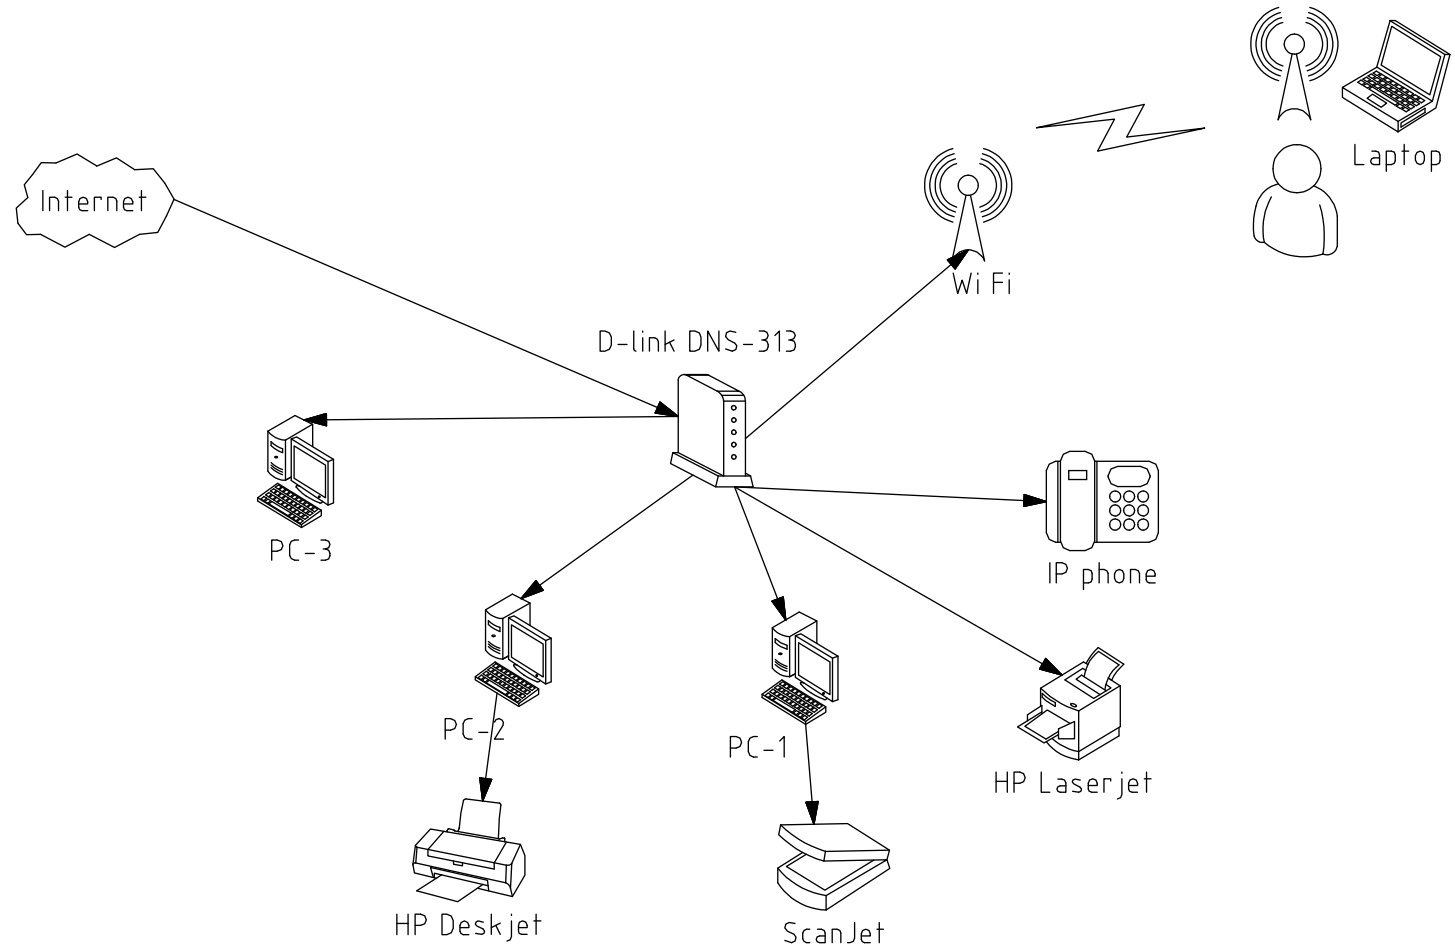 Laptop
Internet
Wi Fi
D-link DNS-313
PC-3
IP phone
PC-2
PC-1
HP Laserjet
HP Deskjet
ScanJet